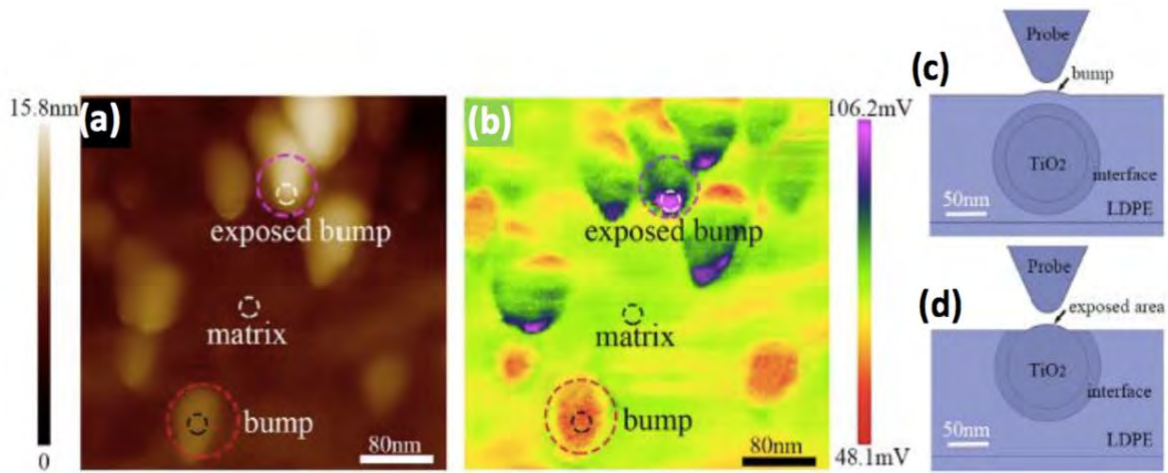 15.8nm
(a)
exposed bump
matrix
bump
80nm
0
(b)
exposed bump
matrix
bump
80nm
106.2mV
48.1mV
(c)
Probe
bump
TiO2
interface
50nm
LDPE
(d)
Probe
exposed area
TiO2
interface
50nm
LDPE